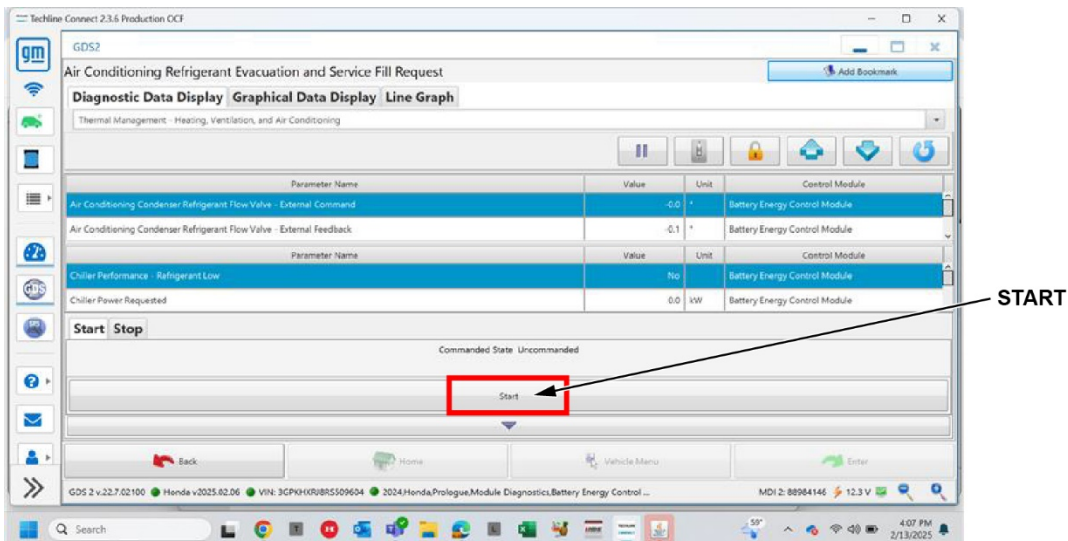 Techline Connect 2.3.6 Production OCF
gm
GDS2
Air Conditioning Refrigerant Evacuation and Service Fill Request
Add Bookmark
Diagnostic Data Display Graphical Data Display Line Graph
Thermal Management - Heating, Ventilation, and Air Conditioning
Parameter Name Value Unit Control Module
Air Conditioning Condenser Refrigerant Flow Valve - External Command -0.0 ° Battery Energy Control Module
Air Conditioning Condenser Refrigerant Flow Valve - External Feedback -0.1 ° Battery Energy Control Module
Parameter Name Value Unit Control Module
Chiller Performance - Refrigerant Low No Battery Energy Control Module
Chiller Power Requested 0.0 kW Battery Energy Control Module
START
Start Stop
Commanded State Uncommanded
Start
Back Home Vehicle Menu Enter
GDS 2 v.22.7.02100 Honda v2025.02.06 VIN: 3GPKHXRJ8RS509604 2024,Honda,Prologue,Module Diagnostics,Battery Energy Control ... MDI 2: 88984146 12.3 V
Search 59° 4:07 PM
2/13/2025